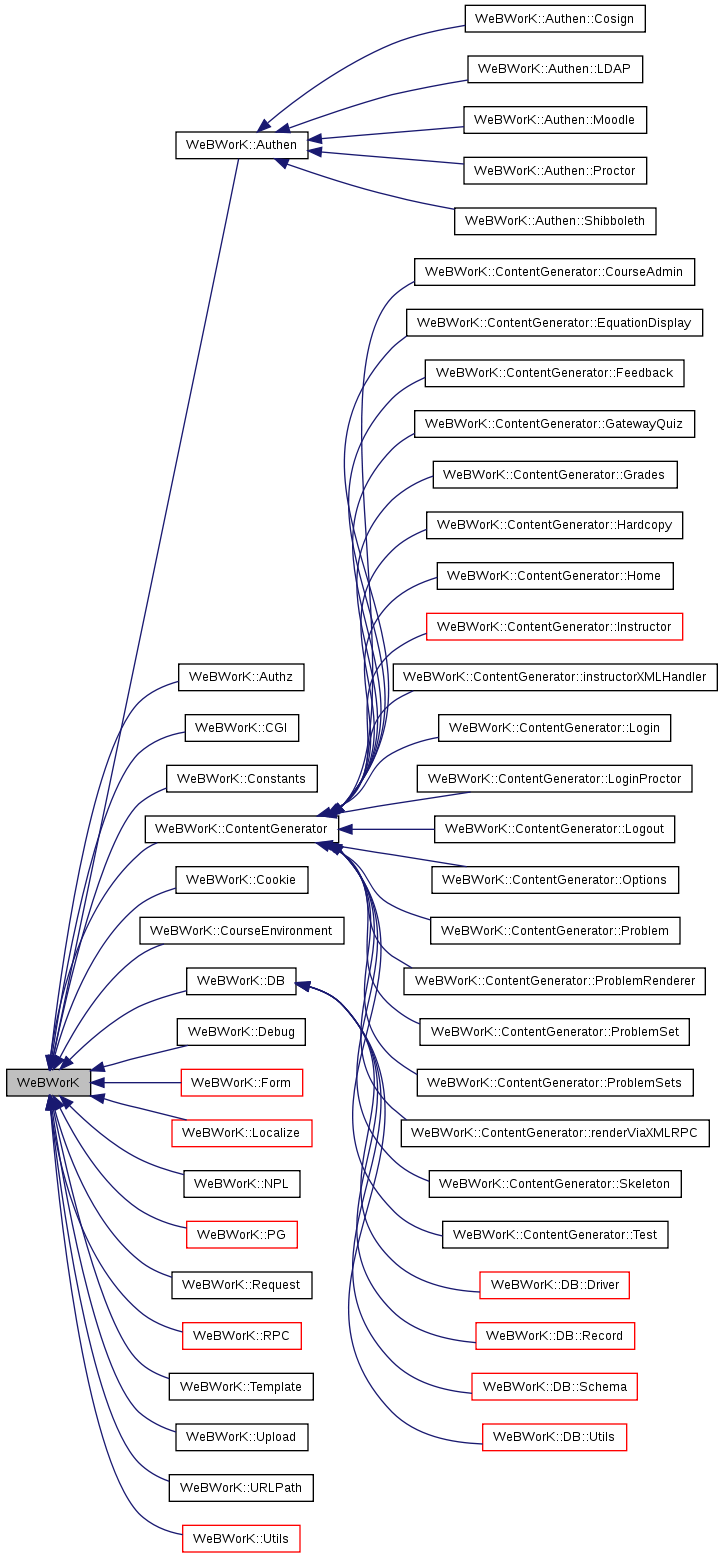 WeBWorK::Authen::Cosign
WeBWorK::Authen::LDAP
WeBWorK::Authen::Moodle
WeBWorK::Authen
WeBWorK::Authen::Proctor
WeBWorK::Authen::Shibboleth
WeBWorK::ContentGenerator::CourseAdmin
WeBWorK::ContentGenerator::EquationDisplay
WeBWorK::ContentGenerator::Feedback
WeBWorK::ContentGenerator::GatewayQuiz
WeBWorK::ContentGenerator::Grades
WeBWorK::ContentGenerator::Hardcopy
WeBWorK::ContentGenerator::Home
WeBWorK::ContentGenerator::Instructor
WeBWorK::Authz
WeBWorK::ContentGenerator::instructorXMLHandler
WeBWorK::CGI
WeBWorK::ContentGenerator::Login
WeBWorK::Constants
WeBWorK::ContentGenerator::LoginProctor
WeBWorK::ContentGenerator
WeBWorK::ContentGenerator::Logout
WeBWorK::Cookie
WeBWorK::ContentGenerator::Options
WeBWorK::CourseEnvironment
WeBWorK::ContentGenerator::Problem
WeBWorK::DB
WeBWorK::ContentGenerator::ProblemRenderer
WeBWorK::Debug
WeBWorK::ContentGenerator::ProblemSet
WeBWorK
WeBWorK::Form
WeBWorK::ContentGenerator::ProblemSets
WeBWorK::Localize
WeBWorK::ContentGenerator::renderViaXMLRPC
WeBWorK::NPL
WeBWorK::ContentGenerator::Skeleton
WeBWorK::PG
WeBWorK::ContentGenerator::Test
WeBWorK::Request
WeBWorK::DB::Driver
WeBWorK::RPC
WeBWorK::DB::Record
WeBWorK::Template
WeBWorK::DB::Schema
WeBWorK::Upload
WeBWorK::DB::Utils
WeBWorK::URLPath
WeBWorK::Utils